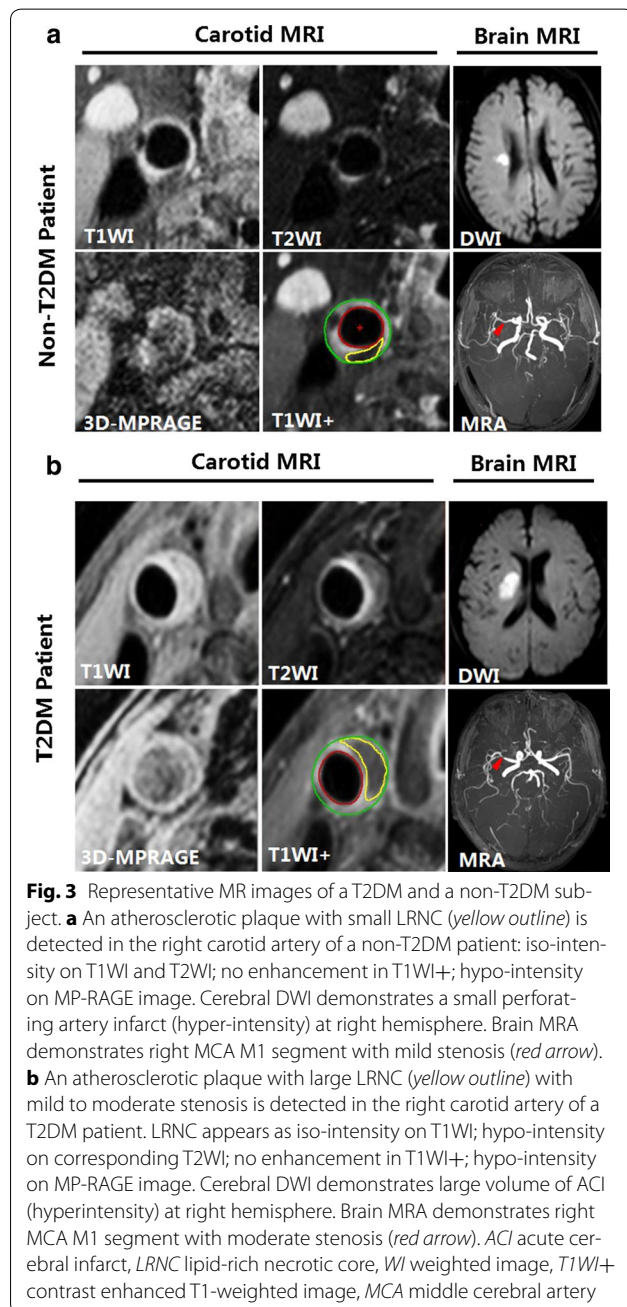 a
Carotid MRI
Brain MRI
Non-T2DM Patient
T1WI
T2WI
DWI
3D-MPRAGE
T1WI+
MRA
b
Carotid MRI
Brain MRI
T2DM Patient
T1WI
T2WI
DWI
3D-MPRAGE
T1WI+
MRA
Fig. 3 Representative MR images of a T2DM and a non-T2DM sub-
ject. a An atherosclerotic plaque with small LRNC (yellow outline) is
detected in the right carotid artery of a non-T2DM patient: iso-inten-
sity on T1WI and T2WI; no enhancement in T1WI+; hypo-intensity
on MP-RAGE image. Cerebral DWI demonstrates a small perforat-
ing artery infarct (hyper-intensity) at right hemisphere. Brain MRA
demonstrates right MCA M1 segment with mild stenosis (red arrow).
b An atherosclerotic plaque with large LRNC (yellow outline) with
mild to moderate stenosis is detected in the right carotid artery of a
T2DM patient. LRNC appears as iso-intensity on T1WI; hypo-intensity
on corresponding T2WI; no enhancement in T1WI+; hypo-intensity
on MP-RAGE image. Cerebral DWI demonstrates large volume of ACI
(hyperintensity) at right hemisphere. Brain MRA demonstrates right
MCA M1 segment with moderate stenosis (red arrow). ACI acute cer-
ebral infarct, LRNC lipid-rich necrotic core, WI weighted image, T1WI+
contrast enhanced T1-weighted image, MCA middle cerebral artery